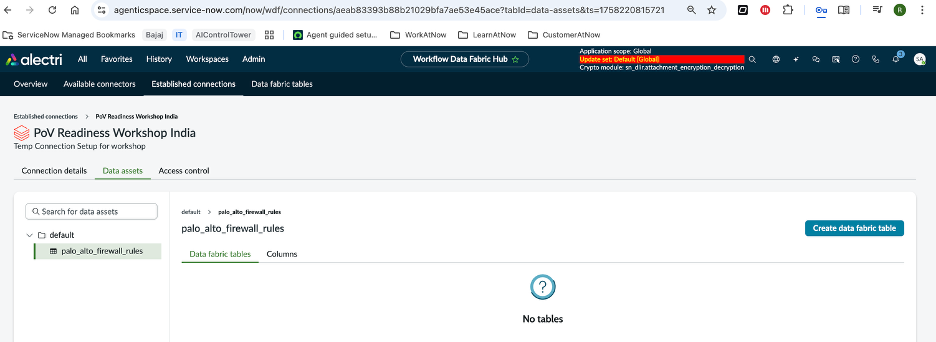 agenticspace.service-now.com/now/wdf/connections/aeab83393b88b21029bfa7ae53e45ace?tabId=data-assets&ts=1758220815721
R
ServiceNow Managed Bookmarks Bajaj IT AIControlTower Agent guided setu... WorkAtNow LearnAtNow CustomerAtNow
alectri All Favorites History Workspaces Admin Workflow Data Fabric Hub
Application scope: Global
Update set: Default [Global]
Crypto module: sn_dlir.attachment_encryption_decryption
SA
Overview Available connectors Established connections Data fabric tables
Established connections > PoV Readiness Workshop India
PoV Readiness Workshop India
Temp Connection Setup for workshop
Connection details Data assets Access control
Search for data assets
default
palo_alto_firewall_rules
default > palo_alto_firewall_rules
palo_alto_firewall_rules
Create data fabric table
Data fabric tables Columns
?
No tables